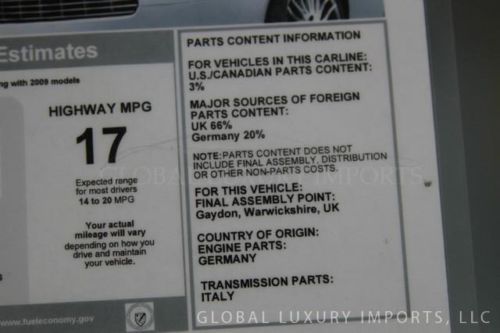 Estimates
ng with 2009 models
HIGHWAY MPG
17
Expected range
for most drivers
14 to 20 MPG
Your actual
mileage will vary
depending on how you
drive and maintain
your vehicle.
www.fueleconomy.gov
PARTS CONTENT INFORMATION
FOR VEHICLES IN THIS CARLINE:
U.S./CANADIAN PARTS CONTENT:
3%
MAJOR SOURCES OF FOREIGN
PARTS CONTENT:
UK 66%
Germany 20%
NOTE: PARTS CONTENT DOES NOT
INCLUDE FINAL ASSEMBLY, DISTRIBUTION
OR OTHER NON-PARTS COSTS.
FOR THIS VEHICLE:
FINAL ASSEMBLY POINT:
Gaydon, Warwickshire, UK
COUNTRY OF ORIGIN:
ENGINE PARTS:
GERMANY
TRANSMISSION PARTS:
ITALY
GLOBAL LUXURY IMPORTS
GLOBAL LUXURY IMPORTS, LLC